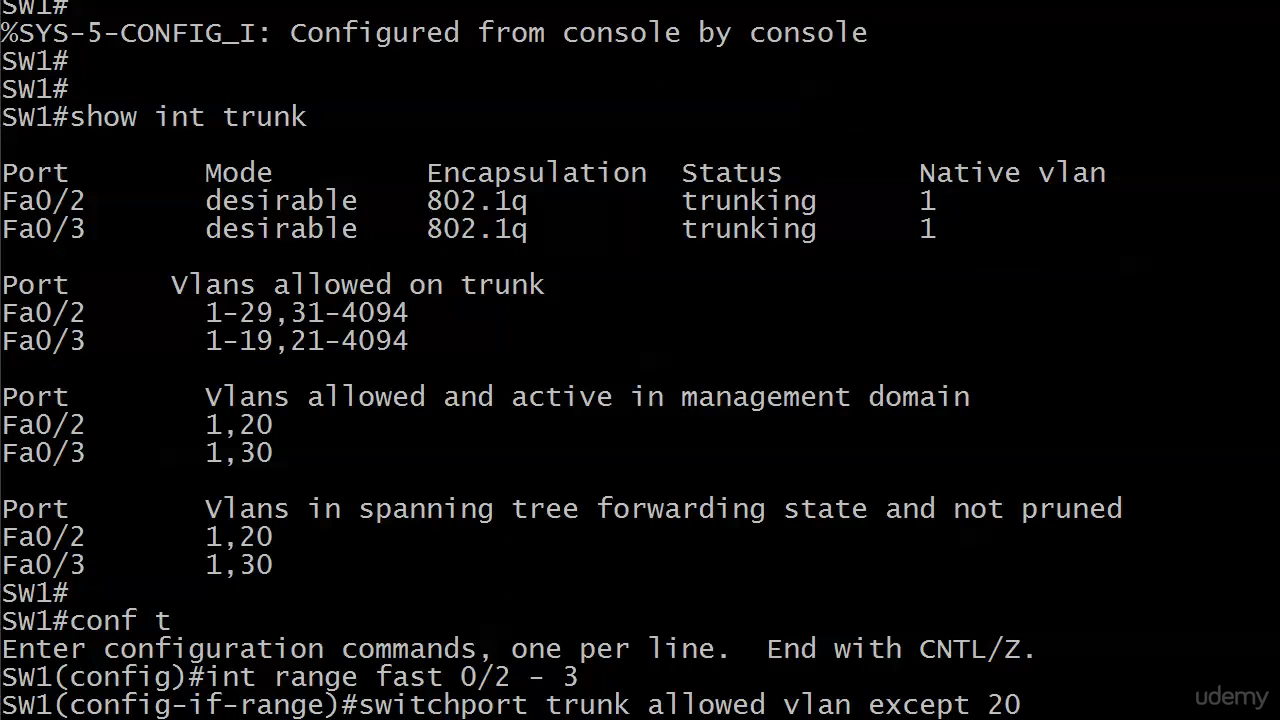 SW1#
%SYS-5-CONFIG_I: Configured from console by console
SW1#
SW1#
SW1#show int trunk
Port Mode Encapsulation Status Native vlan
Fa0/2 desirable 802.1q trunking 1
Fa0/3 desirable 802.1q trunking 1
Port Vlans allowed on trunk
Fa0/2 1-29,31-4094
Fa0/3 1-19,21-4094
Port Vlans allowed and active in management domain
Fa0/2 1,20
Fa0/3 1,30
Port Vlans in spanning tree forwarding state and not pruned
Fa0/2 1,20
Fa0/3 1,30
SW1#
SW1#conf t
Enter configuration commands, one per line. End with CNTL/Z.
SW1(config)#int range fast 0/2 - 3
SW1(config-if-range)#switchport trunk allowed vlan except 20
udemy